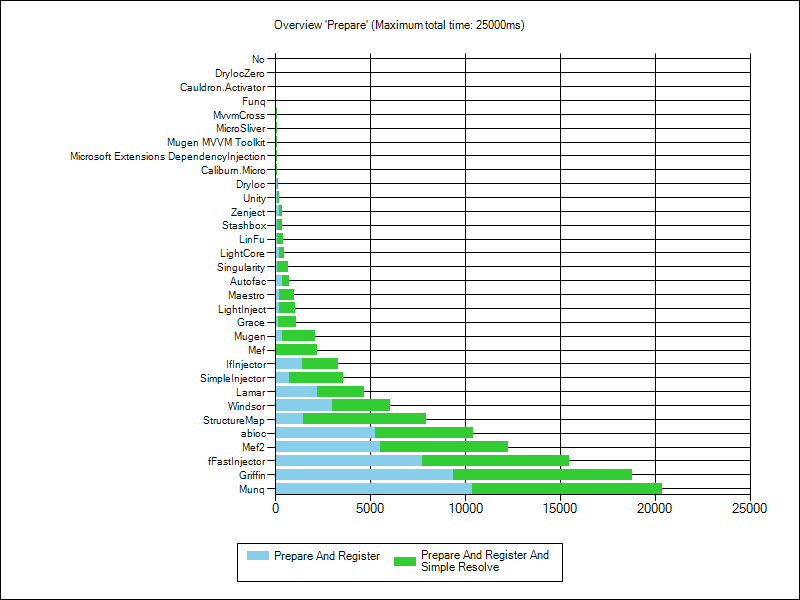 Overview 'Prepare' (Maximum total time: 25000ms)
No
DryIocZero
Cauldron.Activator
Funq
MvvmCross
MicroSliver
Mugen MVVM Toolkit
Microsoft Extensions DependencyInjection
Caliburn.Micro
DryIoc
Unity
Zenject
Stashbox
LinFu
LightCore
Singularity
Autofac
Maestro
LightInject
Grace
Mugen
Mef
IfInjector
SimpleInjector
Lamar
Windsor
StructureMap
abioc
Mef2
fFastInjector
Griffin
Munq
0 5000 10000 15000 20000 25000
Prepare And Register
Prepare And Register And
Simple Resolve